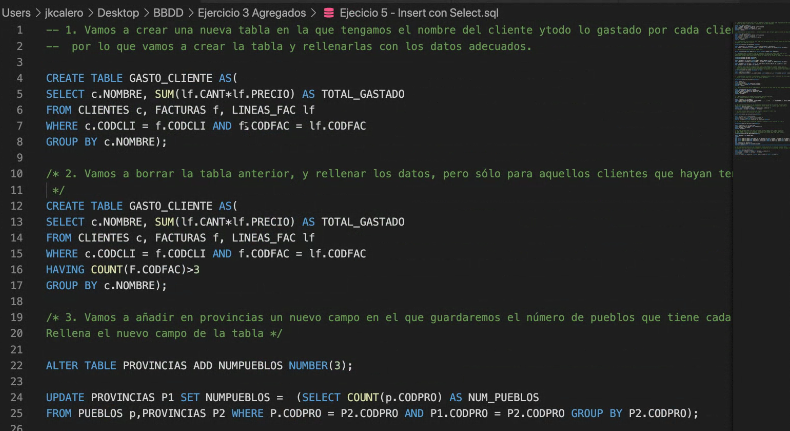 Users > jkcalero > Desktop > BBDD > Ejercicio 3 Agregados > Ejecicio 5 - Insert con Select.sql
1 -- 1. Vamos a crear una nueva tabla en la que tengamos el nombre del cliente ytodo lo gastado por cada clie
2 --  por lo que vamos a crear la tabla y rellenarlas con los datos adecuados.
3
4 CREATE TABLE GASTO_CLIENTE AS(
5 SELECT c.NOMBRE, SUM(lf.CANT*lf.PRECIO) AS TOTAL_GASTADO
6 FROM CLIENTES c, FACTURAS f, LINEAS_FAC lf
7 WHERE c.CODCLI = f.CODCLI AND f.CODFAC = lf.CODFAC
8 GROUP BY c.NOMBRE);
9
10 /* 2. Vamos a borrar la tabla anterior, y rellenar los datos, pero sólo para aquellos clientes que hayan te
11 */
12 CREATE TABLE GASTO_CLIENTE AS(
13 SELECT c.NOMBRE, SUM(lf.CANT*lf.PRECIO) AS TOTAL_GASTADO
14 FROM CLIENTES c, FACTURAS f, LINEAS_FAC lf
15 WHERE c.CODCLI = f.CODCLI AND f.CODFAC = lf.CODFAC
16 HAVING COUNT(F.CODFAC)>3
17 GROUP BY c.NOMBRE);
18
19 /* 3. Vamos a añadir en provincias un nuevo campo en el que guardaremos el número de pueblos que tiene cada
20 Rellena el nuevo campo de la tabla */
21
22 ALTER TABLE PROVINCIAS ADD NUMPUEBLOS NUMBER(3);
23
24 UPDATE PROVINCIAS P1 SET NUMPUEBLOS =  (SELECT COUNT(p.CODPRO) AS NUM_PUEBLOS
25 FROM PUEBLOS p,PROVINCIAS P2 WHERE P.CODPRO = P2.CODPRO AND P1.CODPRO = P2.CODPRO GROUP BY P2.CODPRO);
26